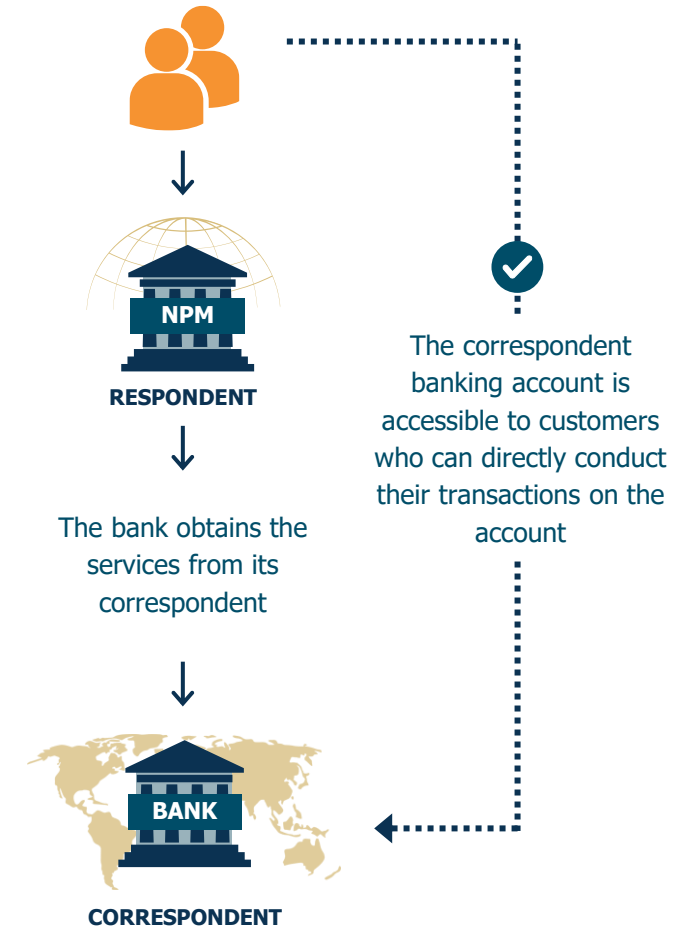 NPM
RESPONDENT
The bank obtains the
services from its
correspondent
BANK
CORRESPONDENT
The correspondent
banking account is
accessible to customers
who can directly conduct
their transactions on the
account